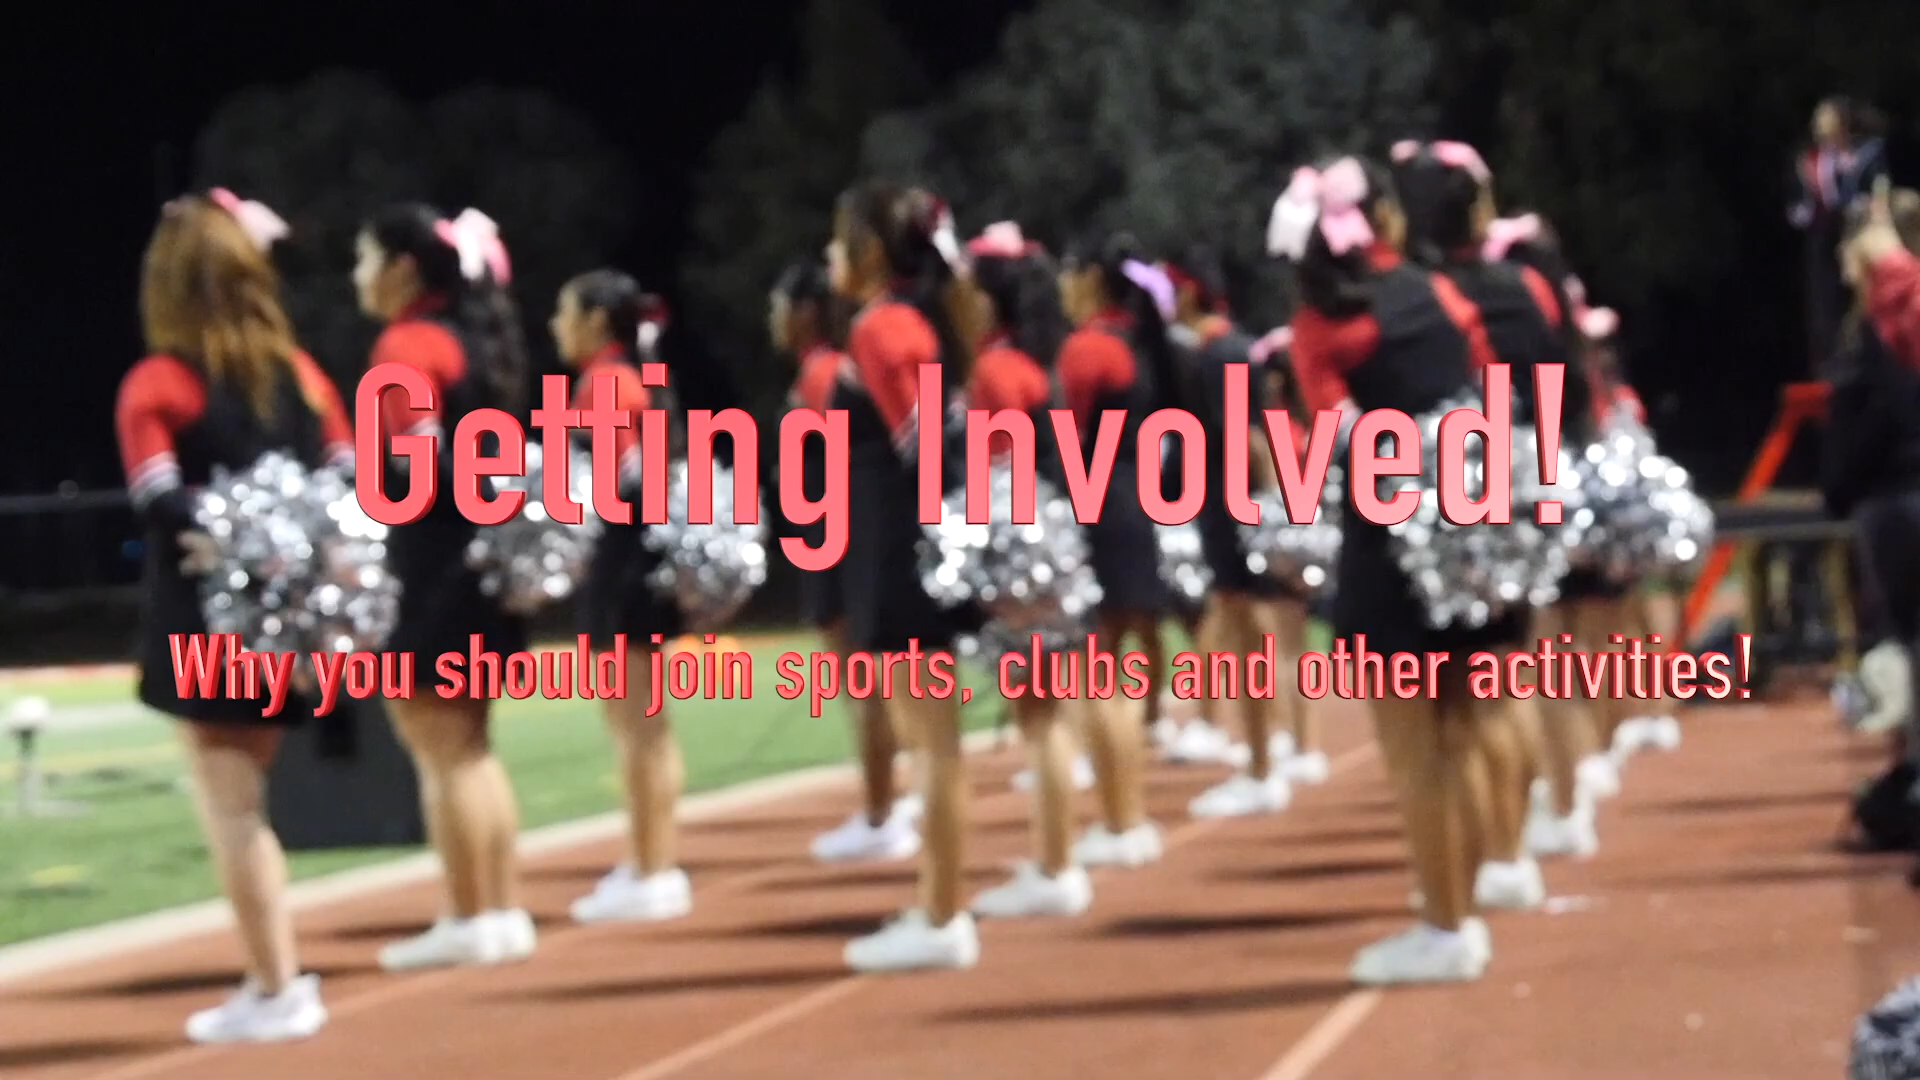 Getting Involved!
Why you should join sports, clubs and other activities!